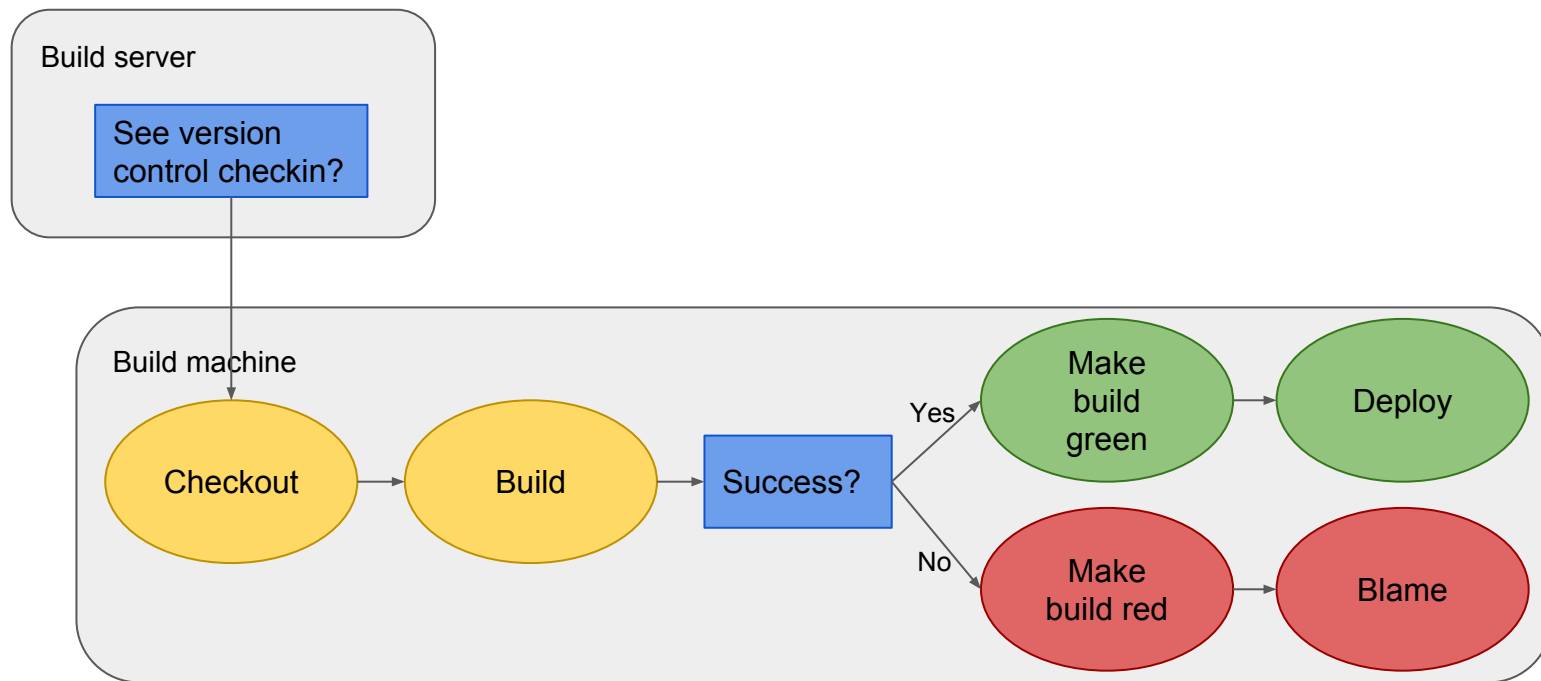 Build server
See version
control checkin?
Build machine
Checkout
Build
Success?
Yes
No
Make
build
green
Deploy
Make
build red
Blame